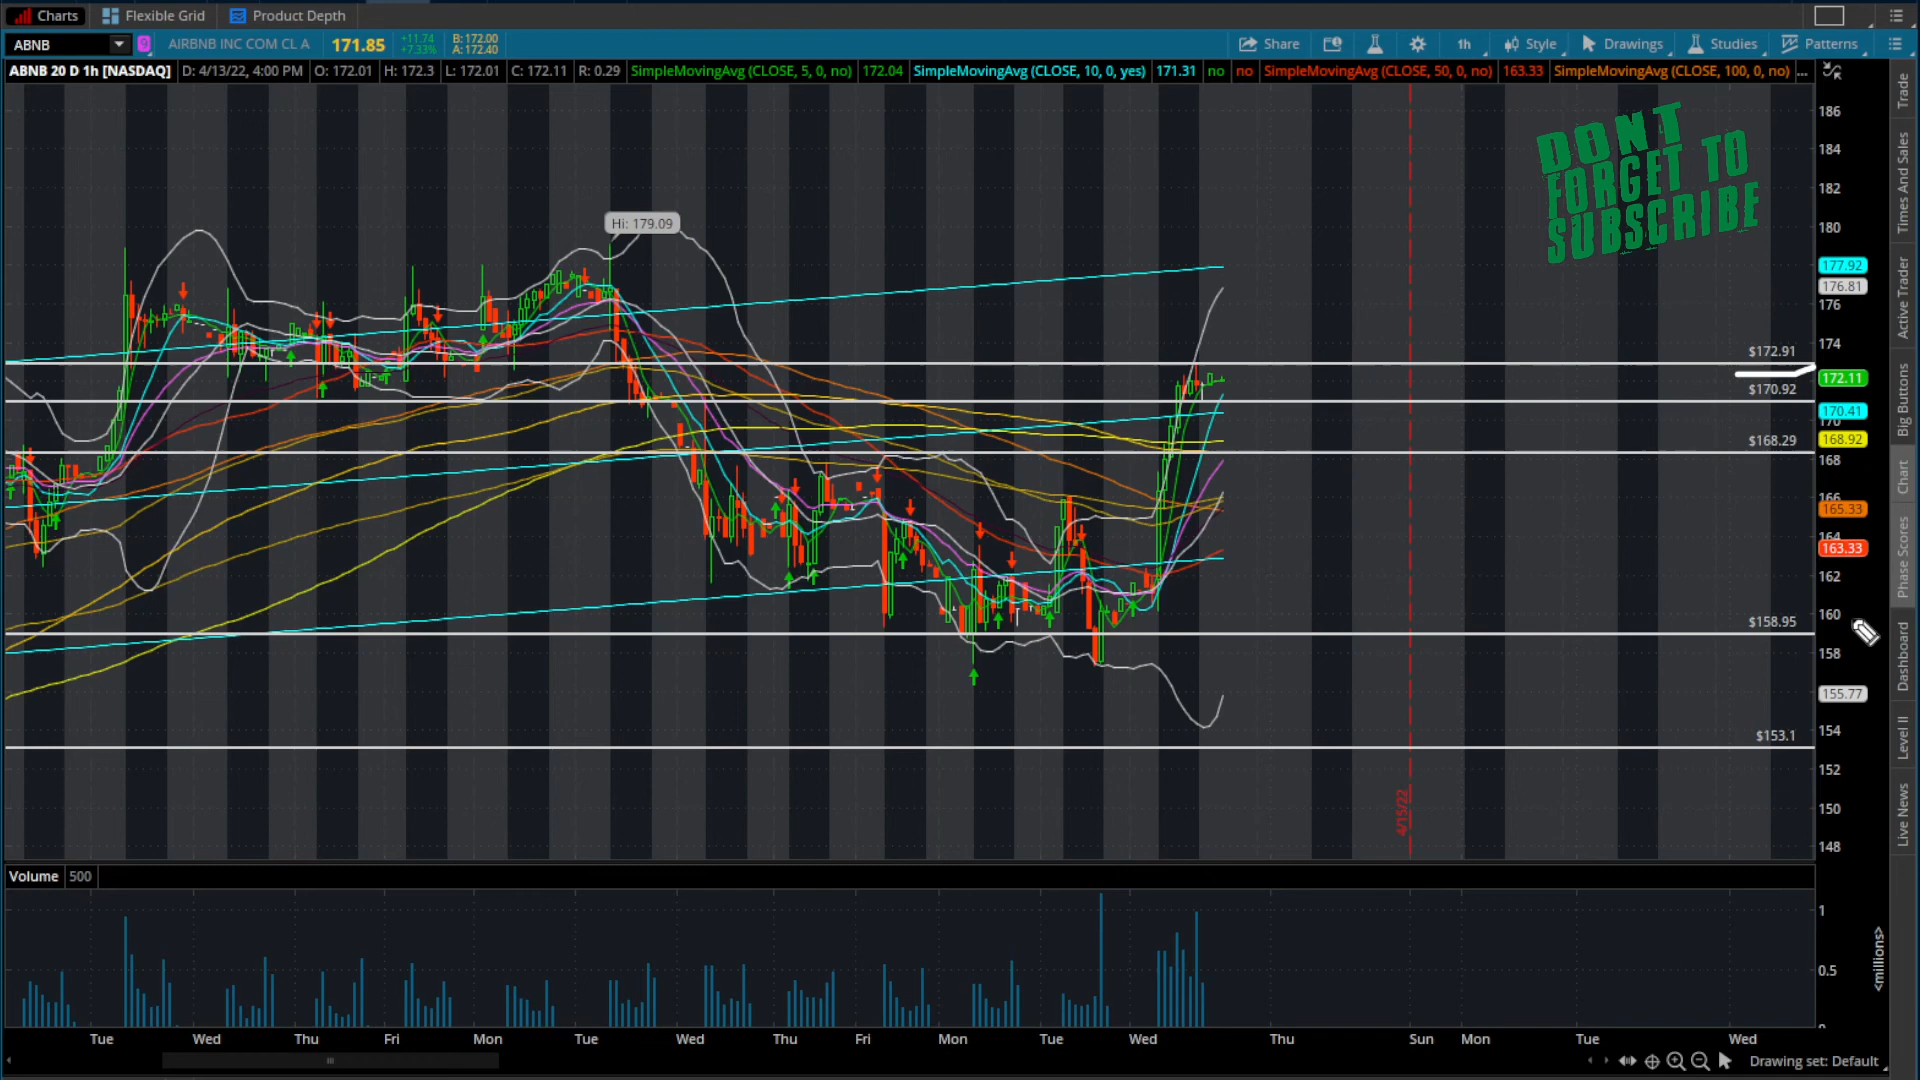 Charts Flexible Grid Product Depth
ABNB 9 AIRBNB INC COM CL A 171.85 +11.74 +7.33% B: 172.00 A: 172.40 Share 1h Style Drawings Studies Patterns
ABNB 20 D 1h [NASDAQ] D: 4/13/22, 4:00 PM O: 172.01 H: 172.3 L: 172.01 C: 172.11 R: 0.29 SimpleMovingAvg (CLOSE, 5, 0, no) 172.04 SimpleMovingAvg (CLOSE, 10, 0, yes) 171.31 no no SimpleMovingAvg (CLOSE, 50, 0, no) 163.33 SimpleMovingAvg (CLOSE, 100, 0, no) ...
DONT
FORGET TO
SUBSCRIBE
Hi: 179.09
$172.91
$170.92
$168.29
$158.95
$153.1
186
184
182
180
177.92
176.81
176
174
172.11
170.41
170
168.92
168
166
165.33
164
163.33
162
160
158
155.77
154
152
150
148
4/15/22
Trade
Times And Sales
Active Trader
Big Buttons
Chart
Phase Scores
Dashboard
Level II
Live News
Volume 500
1
0.5
<millions>
Tue Wed Thu Fri Mon Tue Wed Thu Fri Mon Tue Wed Thu Sun Mon Tue Wed
Drawing set: Default